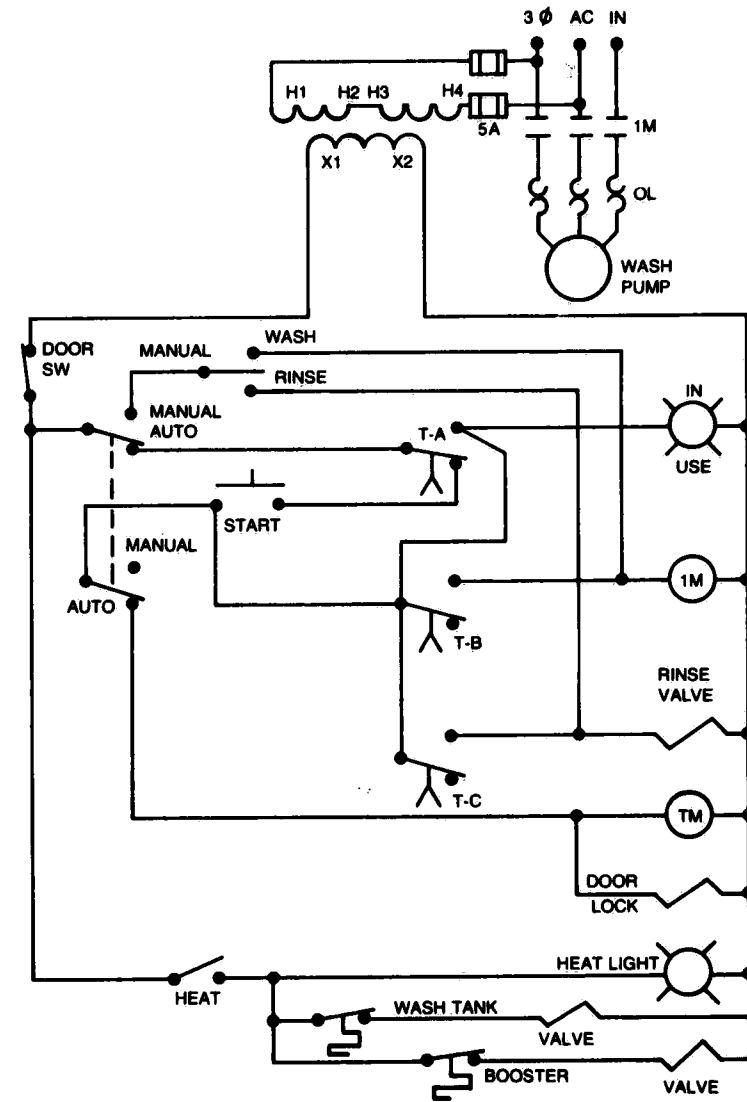 3 Ø AC IN
H1 H2 H3 H4
5A
1M
X1 X2
OL
WASH
PUMP
DOOR
SW
MANUAL
WASH
RINSE
MANUAL
AUTO
T-A
IN
USE
START
MANUAL
AUTO
1M
T-B
RINSE
VALVE
T-C
TM
DOOR
LOCK
HEAT LIGHT
HEAT
WASH TANK
VALVE
BOOSTER
VALVE